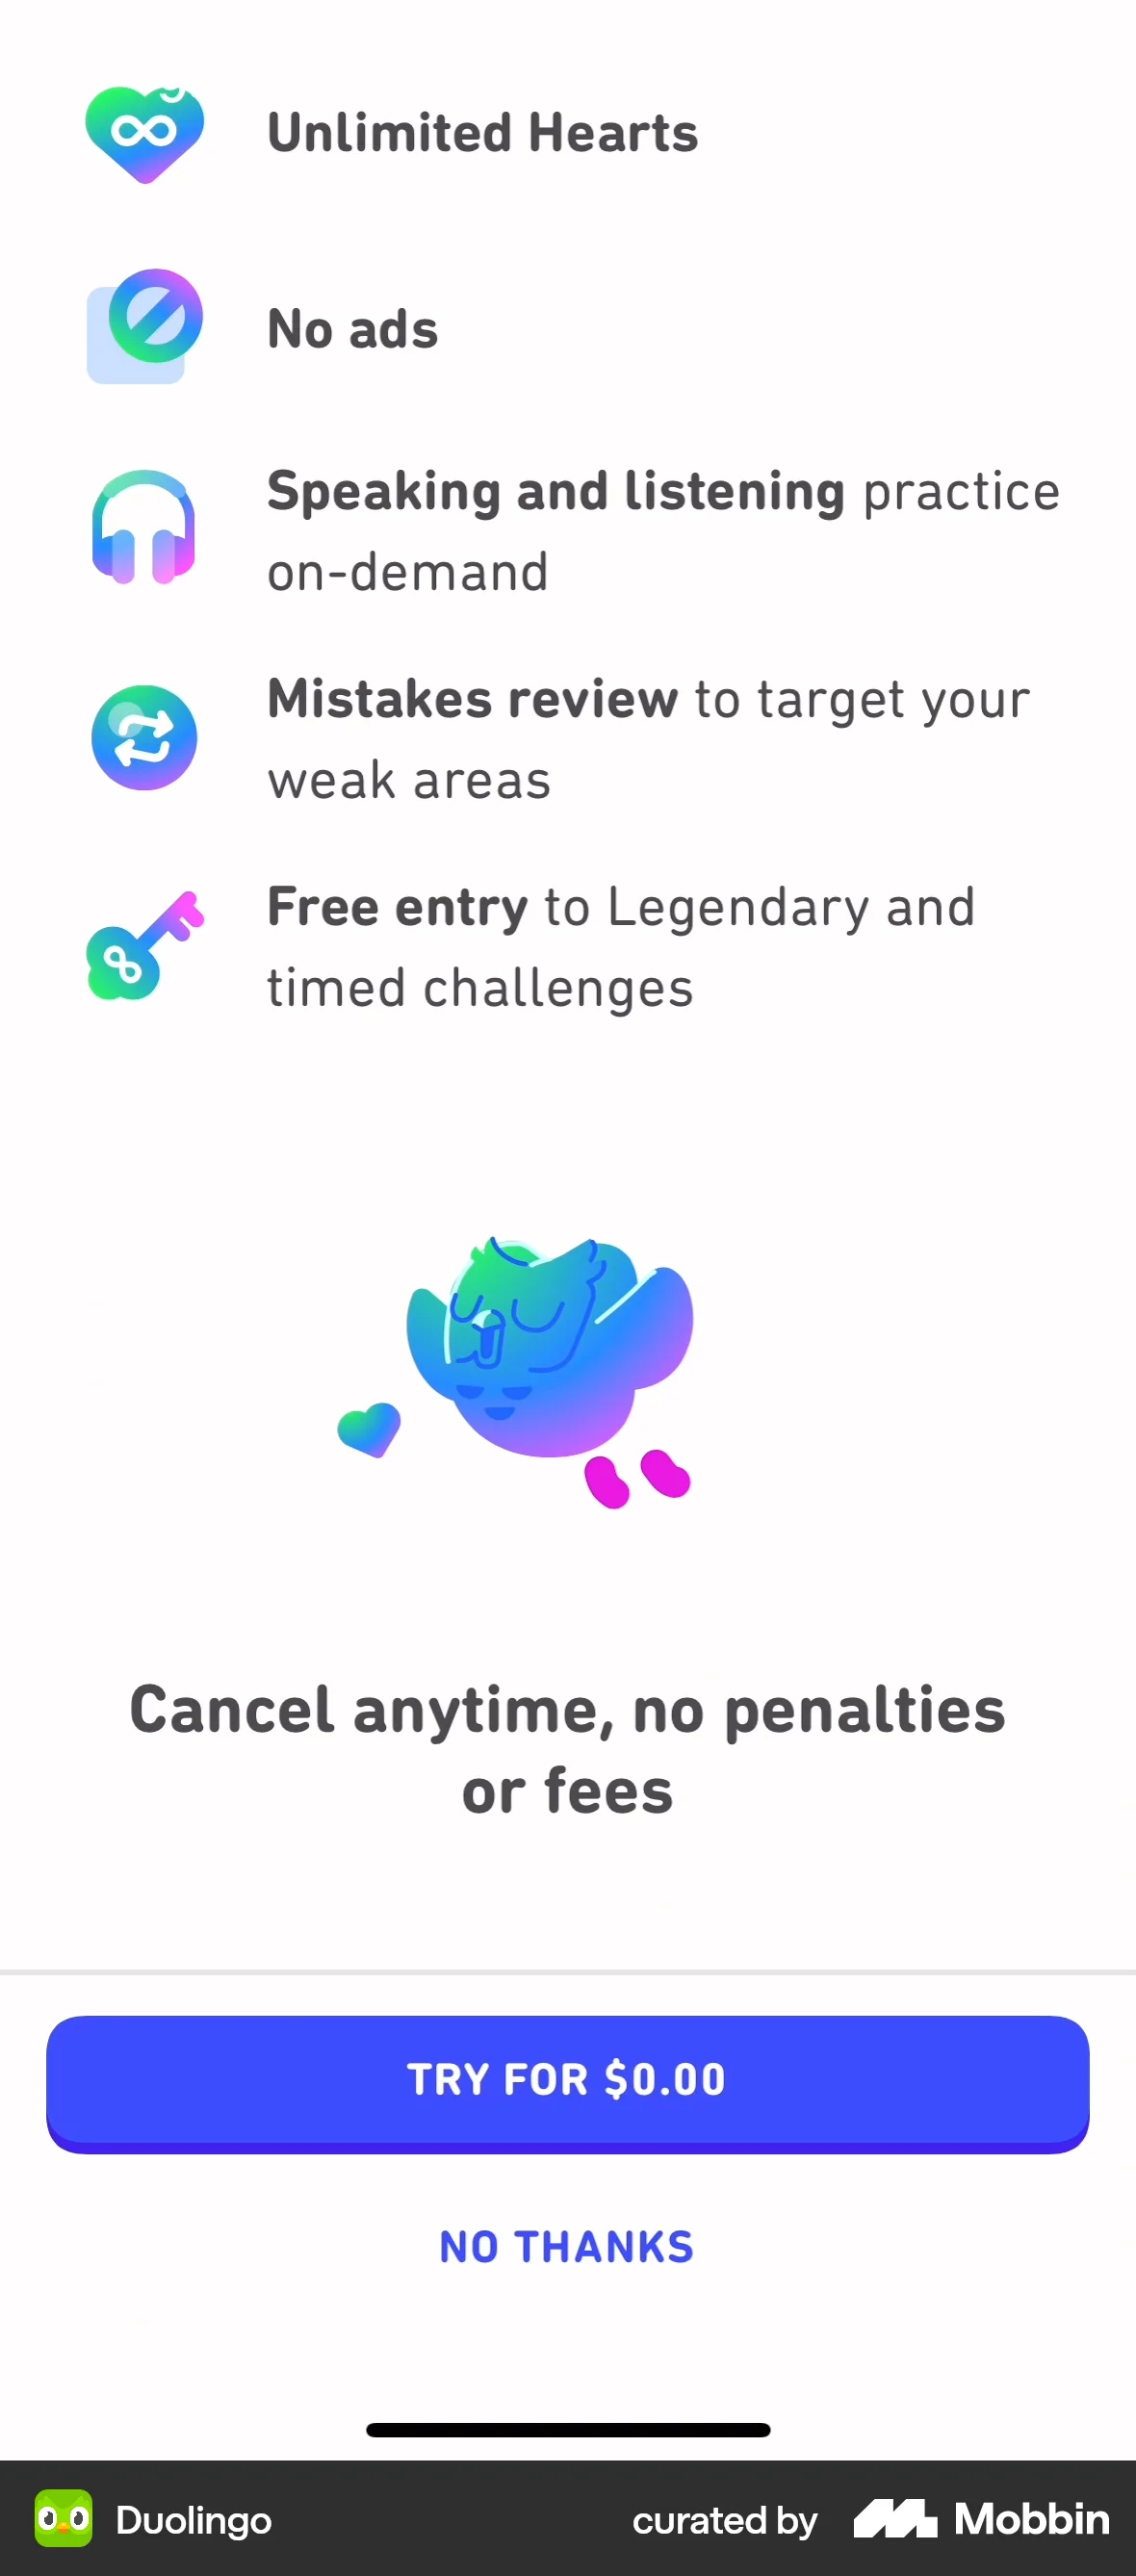 Unlimited Hearts
No ads
Speaking and listening practice
on-demand
Mistakes review to target your
weak areas
Free entry to Legendary and
timed challenges
Cancel anytime, no penalties
or fees
TRY FOR $0.00
NO THANKS
Duolingo
curated by Mobbin